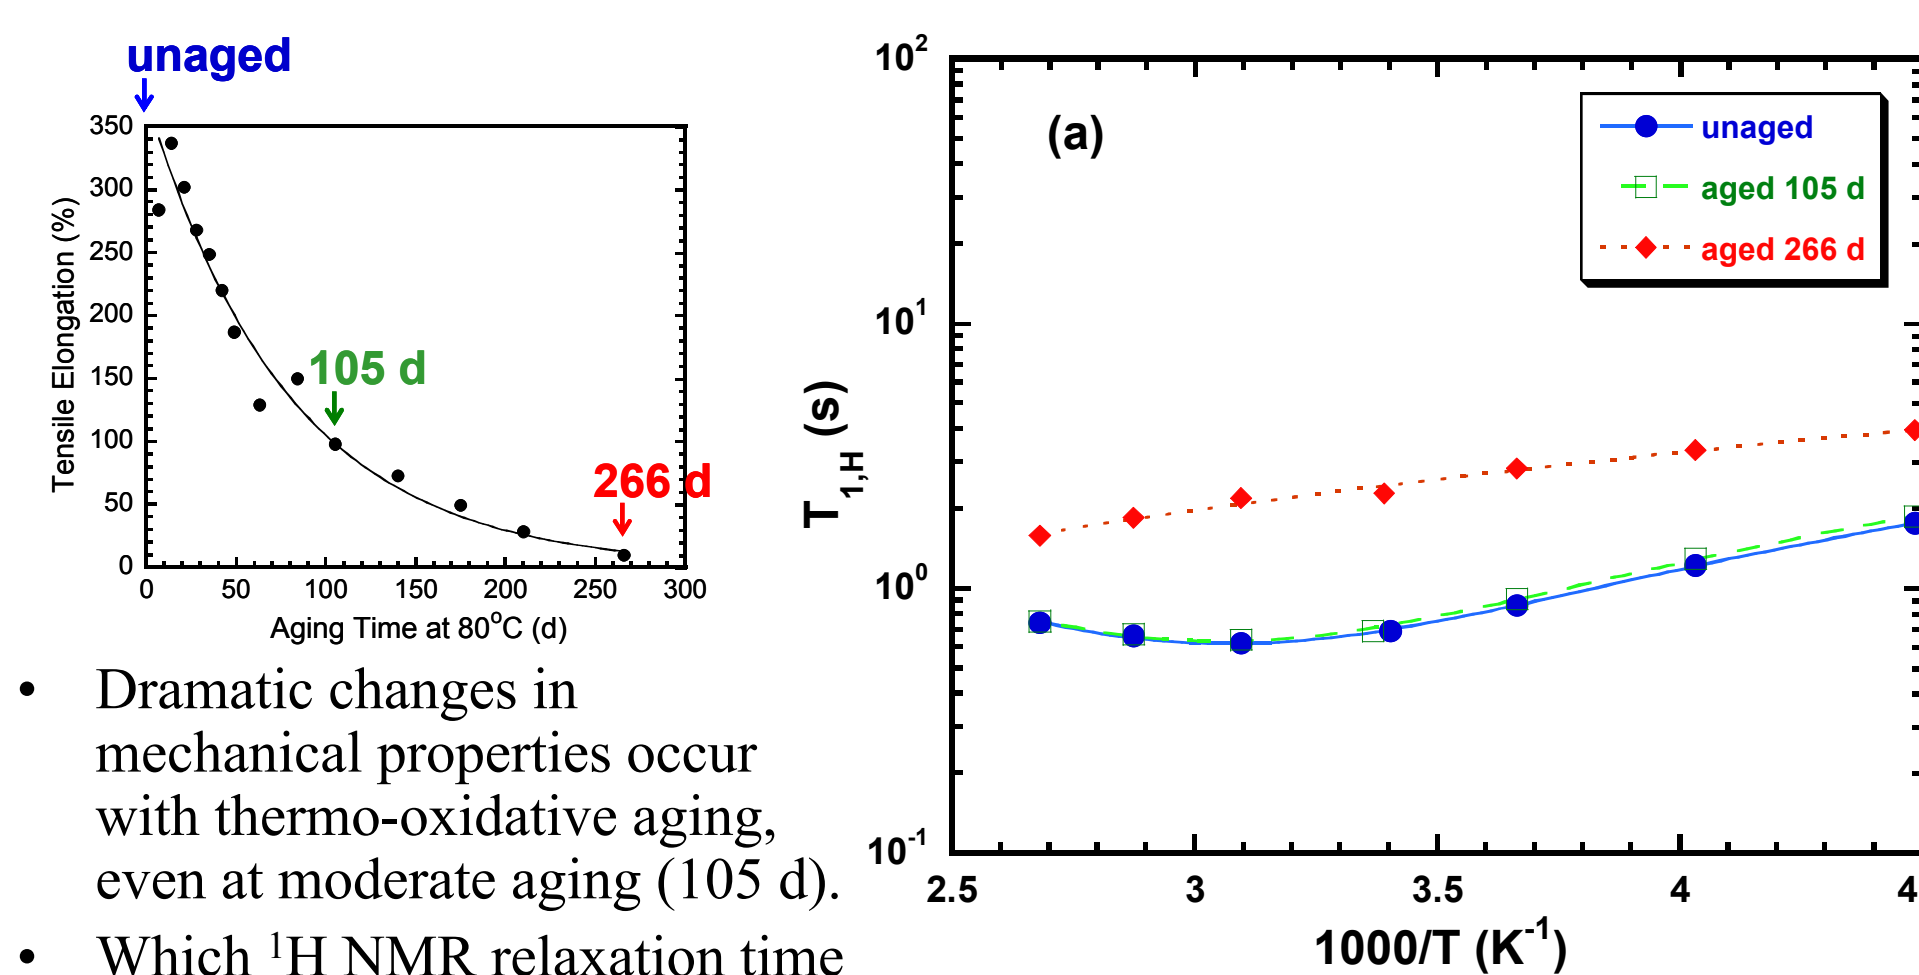 unaged
350
300
250
200
150
100
50
0
Tensile Elongation (%)
105 d
266 d
0 50 100 150 200 250 300
Aging Time at 80°C (d)
• Dramatic changes in
mechanical properties occur
with thermo-oxidative aging,
even at moderate aging (105 d).
• Which ¹H NMR relaxation time
(a)
unaged
aged 105 d
aged 266 d
10²
10¹
10⁰
10⁻¹
T₁,H (s)
2.5 3 3.5 4 4
1000/T (K⁻¹)